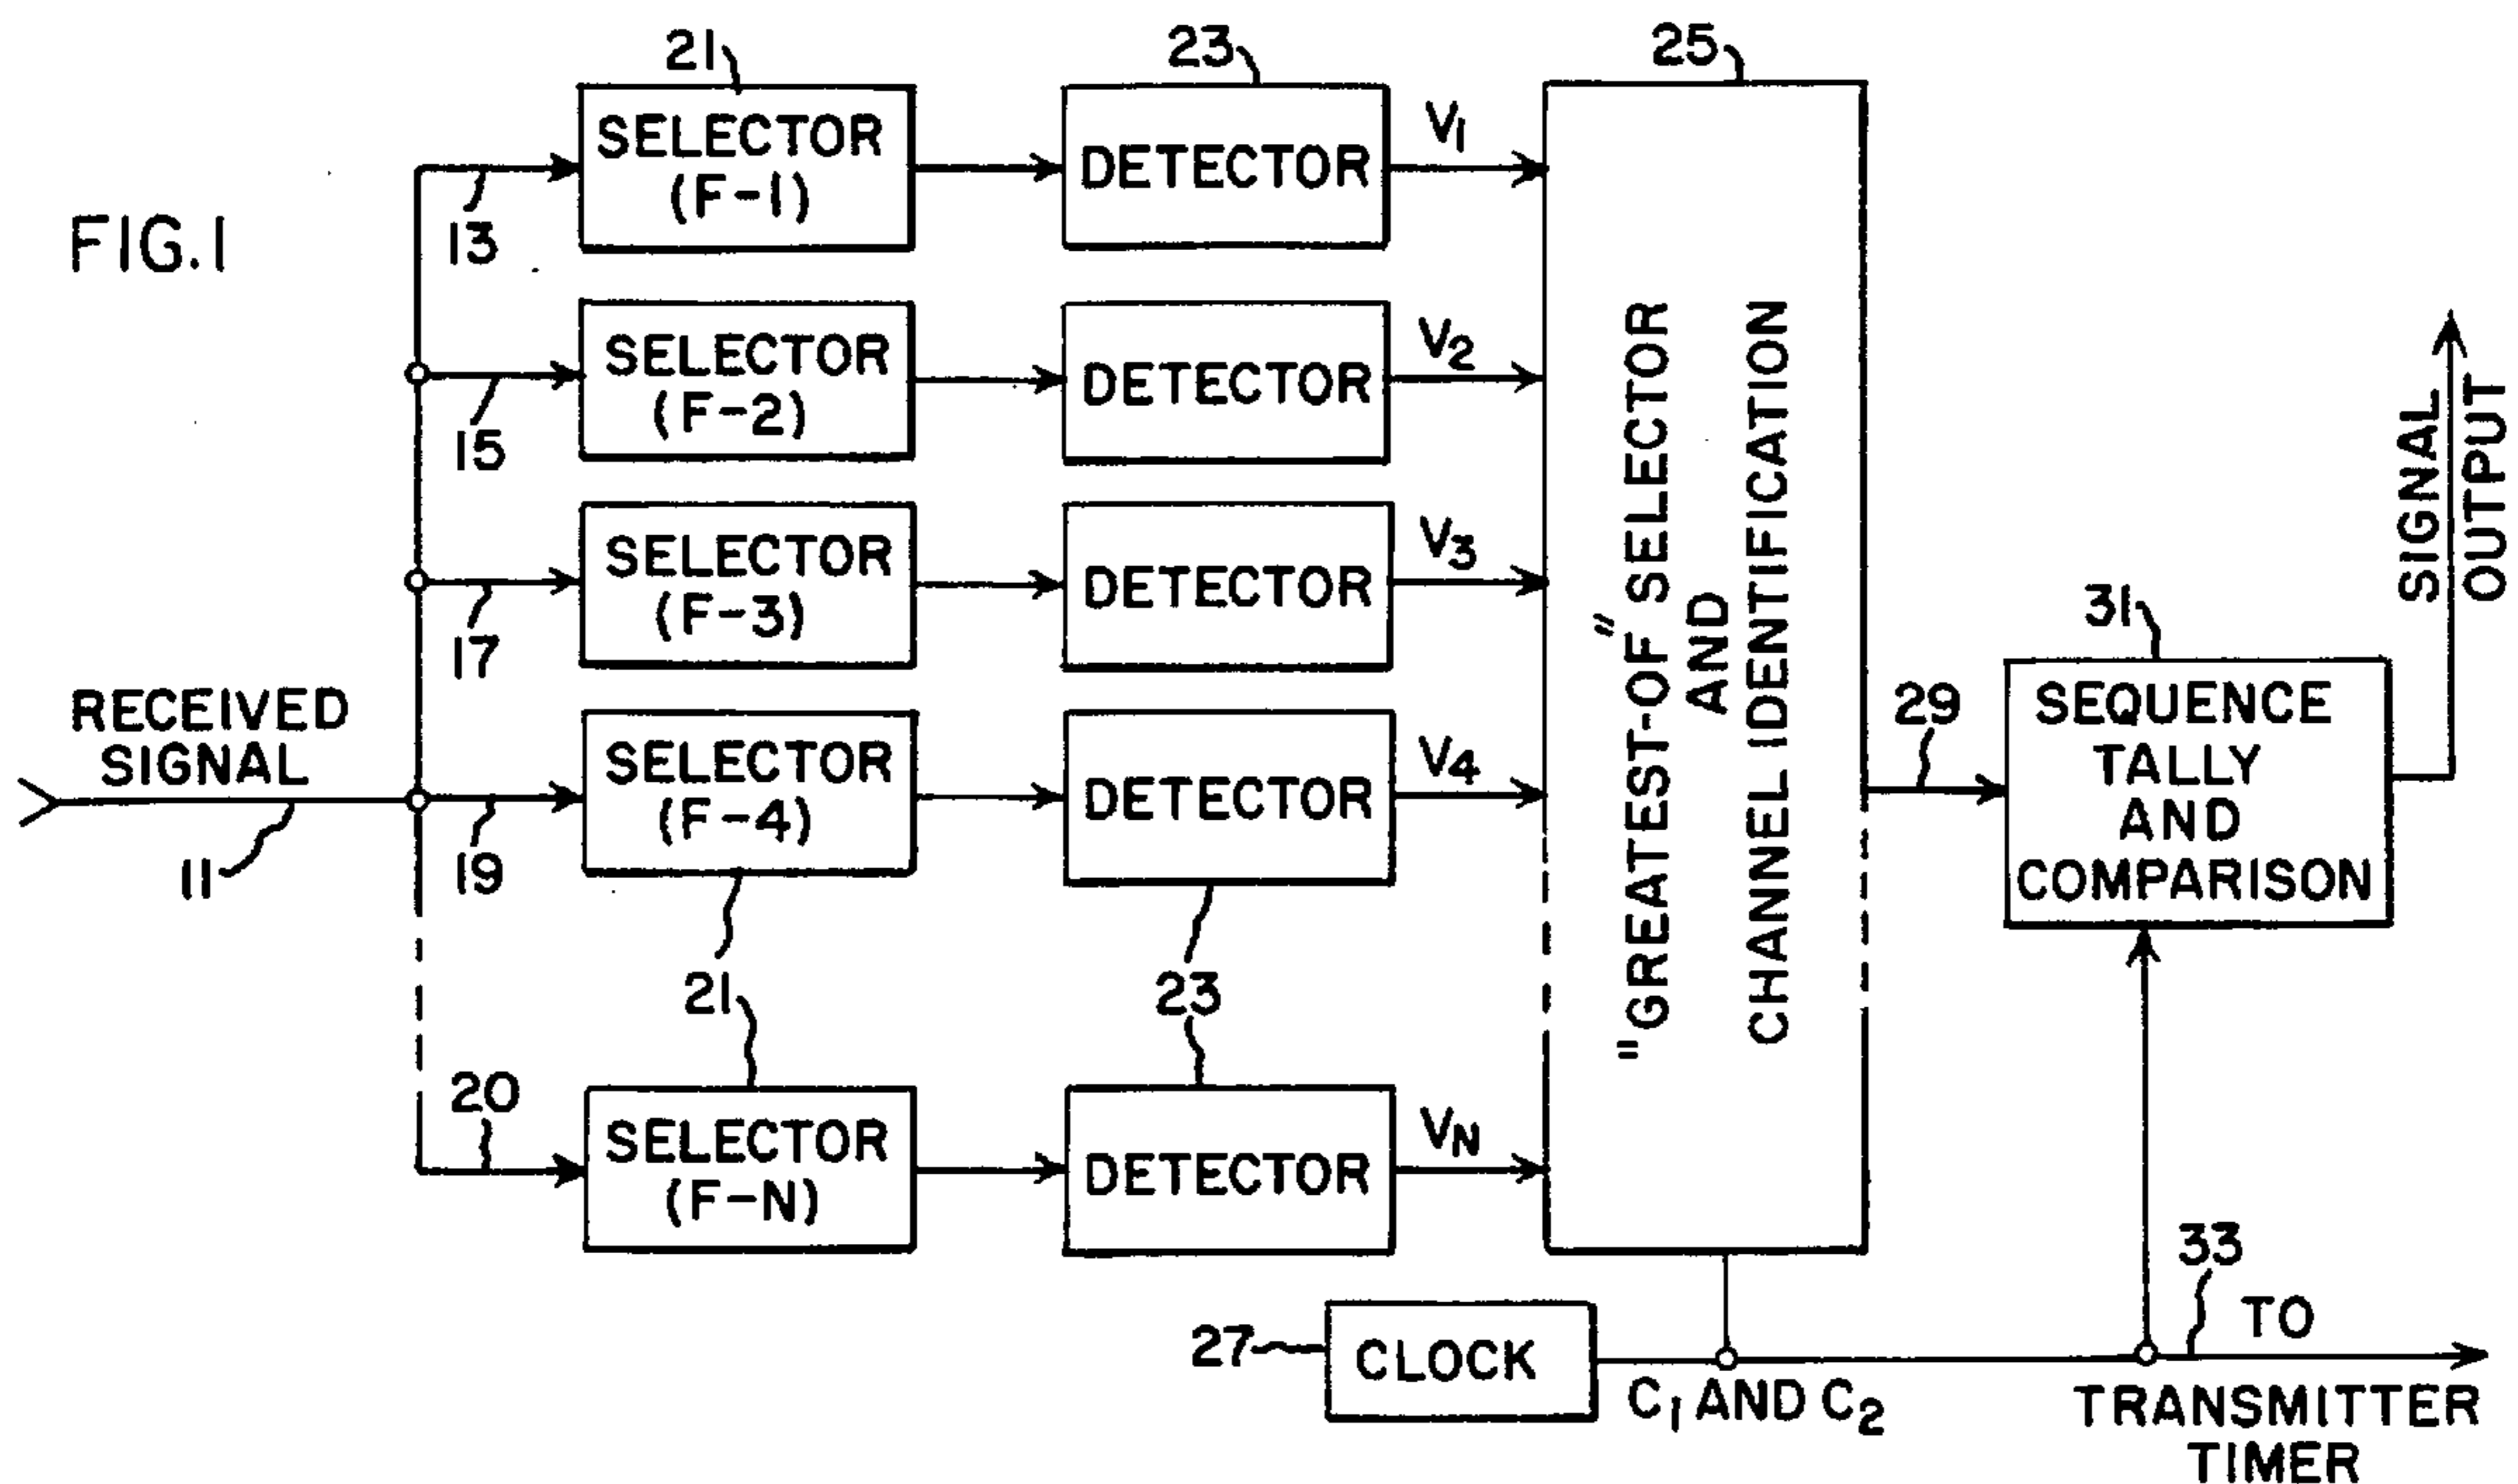 FIG.1
21
23
25
SELECTOR
(F-1)
DETECTOR
V1
13
SELECTOR
(F-2)
DETECTOR
V2
15
SELECTOR
(F-3)
DETECTOR
V3
17
RECEIVED
SIGNAL
11
SELECTOR
(F-4)
DETECTOR
V4
19
21
23
20
SELECTOR
(F-N)
DETECTOR
VN
"GREATEST-OF" SELECTOR
AND
CHANNEL IDENTIFICATION
29
31
SEQUENCE
TALLY
AND
COMPARISON
SIGNAL
OUTPUT
27
CLOCK
C1 AND C2
33
TO
TRANSMITTER
TIMER